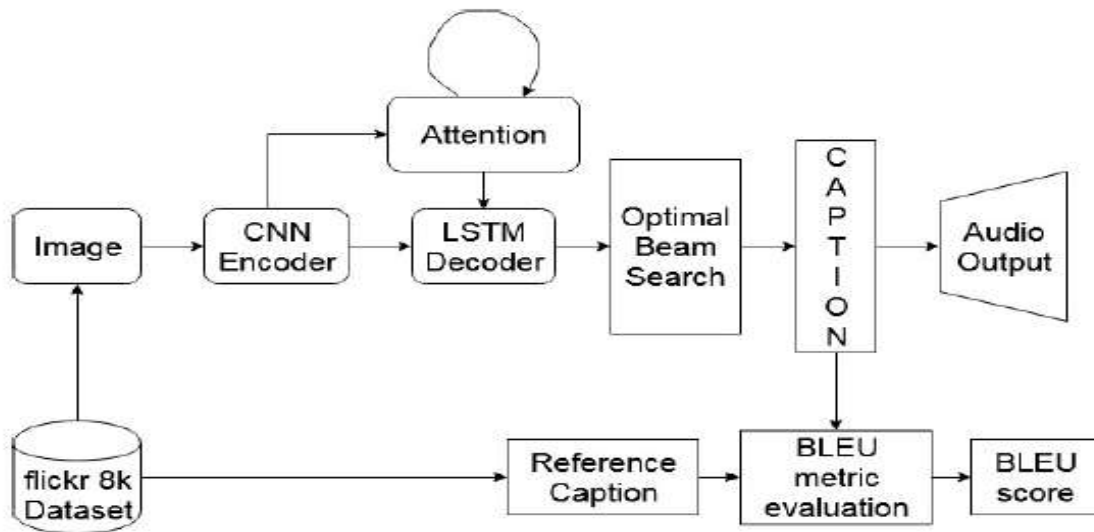 Attention
Image
CNN
Encoder
LSTM
Decoder
Optimal
Beam
Search
C
A
P
T
I
O
N
Audio
Output
flickr 8k
Dataset
Reference
Caption
BLEU
metric
evaluation
BLEU
score